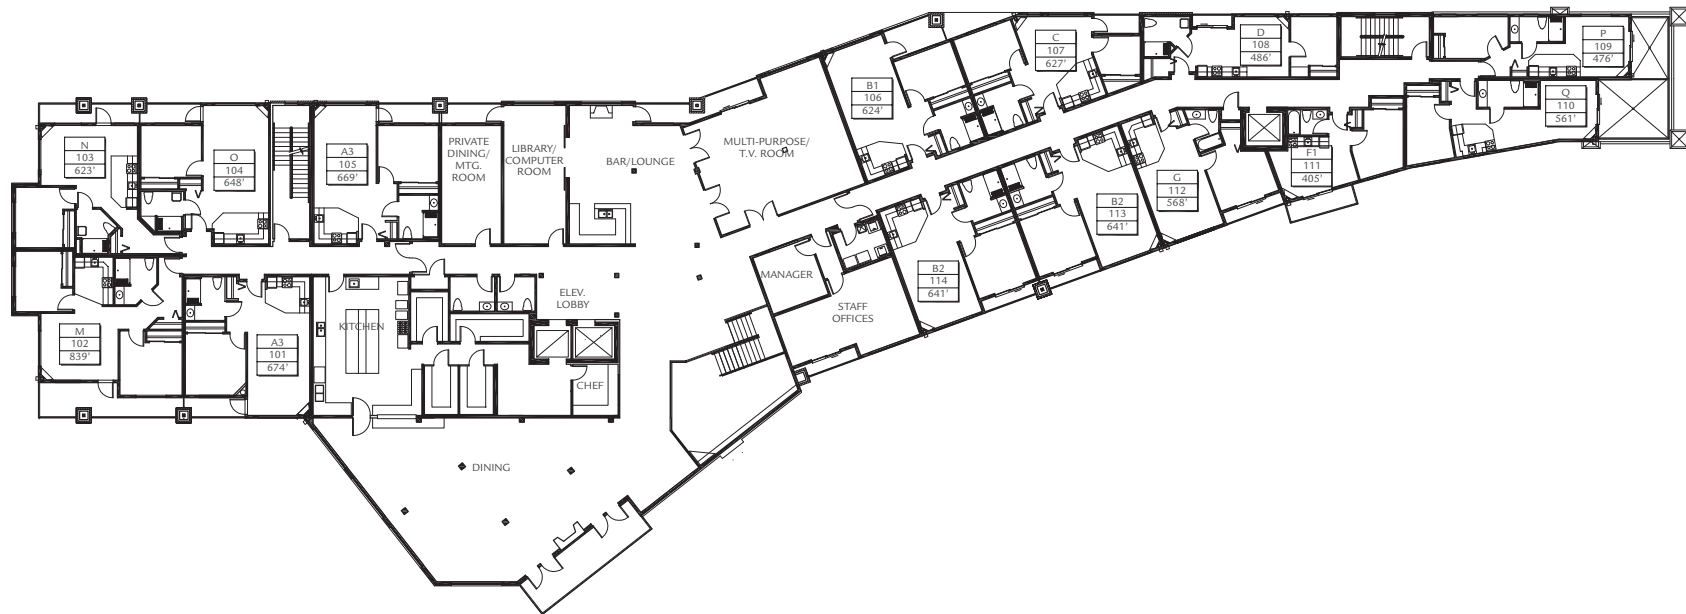 N
103
623'
O
104
648'
A3
105
669'
PRIVATE
DINING/
MTG.
ROOM
LIBRARY/
COMPUTER
ROOM
BAR/LOUNGE
MULTI-PURPOSE/
T.V. ROOM
B1
106
624'
C
107
627'
D
108
486'
P
109
476'
Q
110
561'
F1
111
405'
G
112
568'
B2
113
641'
B2
114
641'
MANAGER
STAFF
OFFICES
ELEV.
LOBBY
KITCHEN
CHEF
M
102
839'
A3
101
674'
DINING